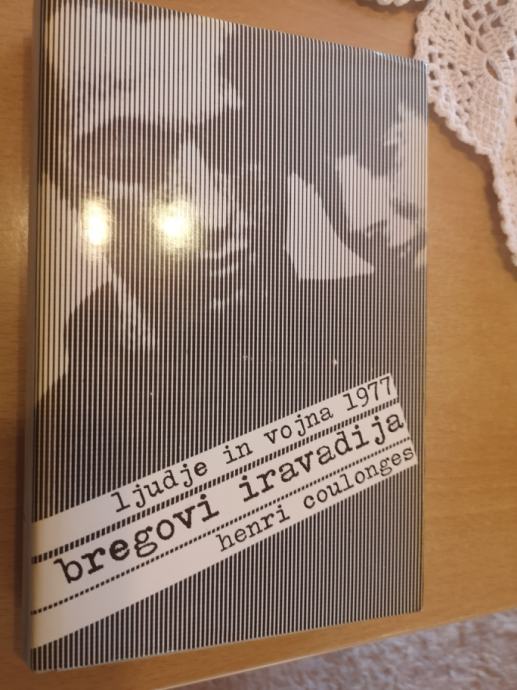 ljudje in vojna 1977
bregovi iravadija
henri coulonges